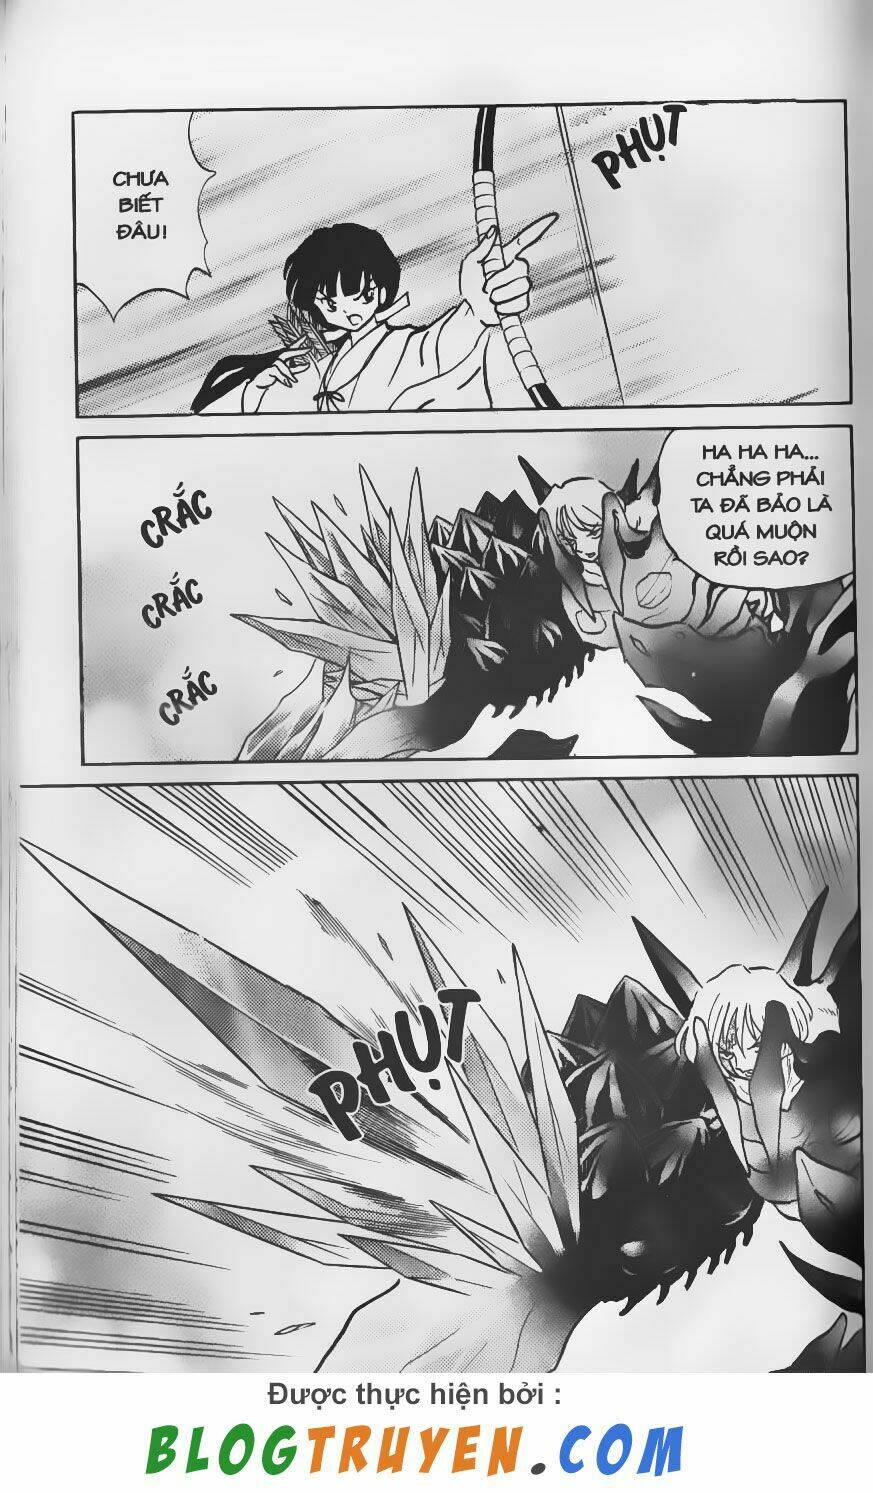 CHƯA
BIẾT
ĐÂU!
PHỤT
HA HA HA...
CHẲNG PHẢI
TA ĐÃ BẢO LÀ
QUÁ MUỘN
RỒI SAO?
CRẮC
CRẮC
CRẮC
PHỤT
Được thực hiện bởi :
BLOGTRUYEN.COM